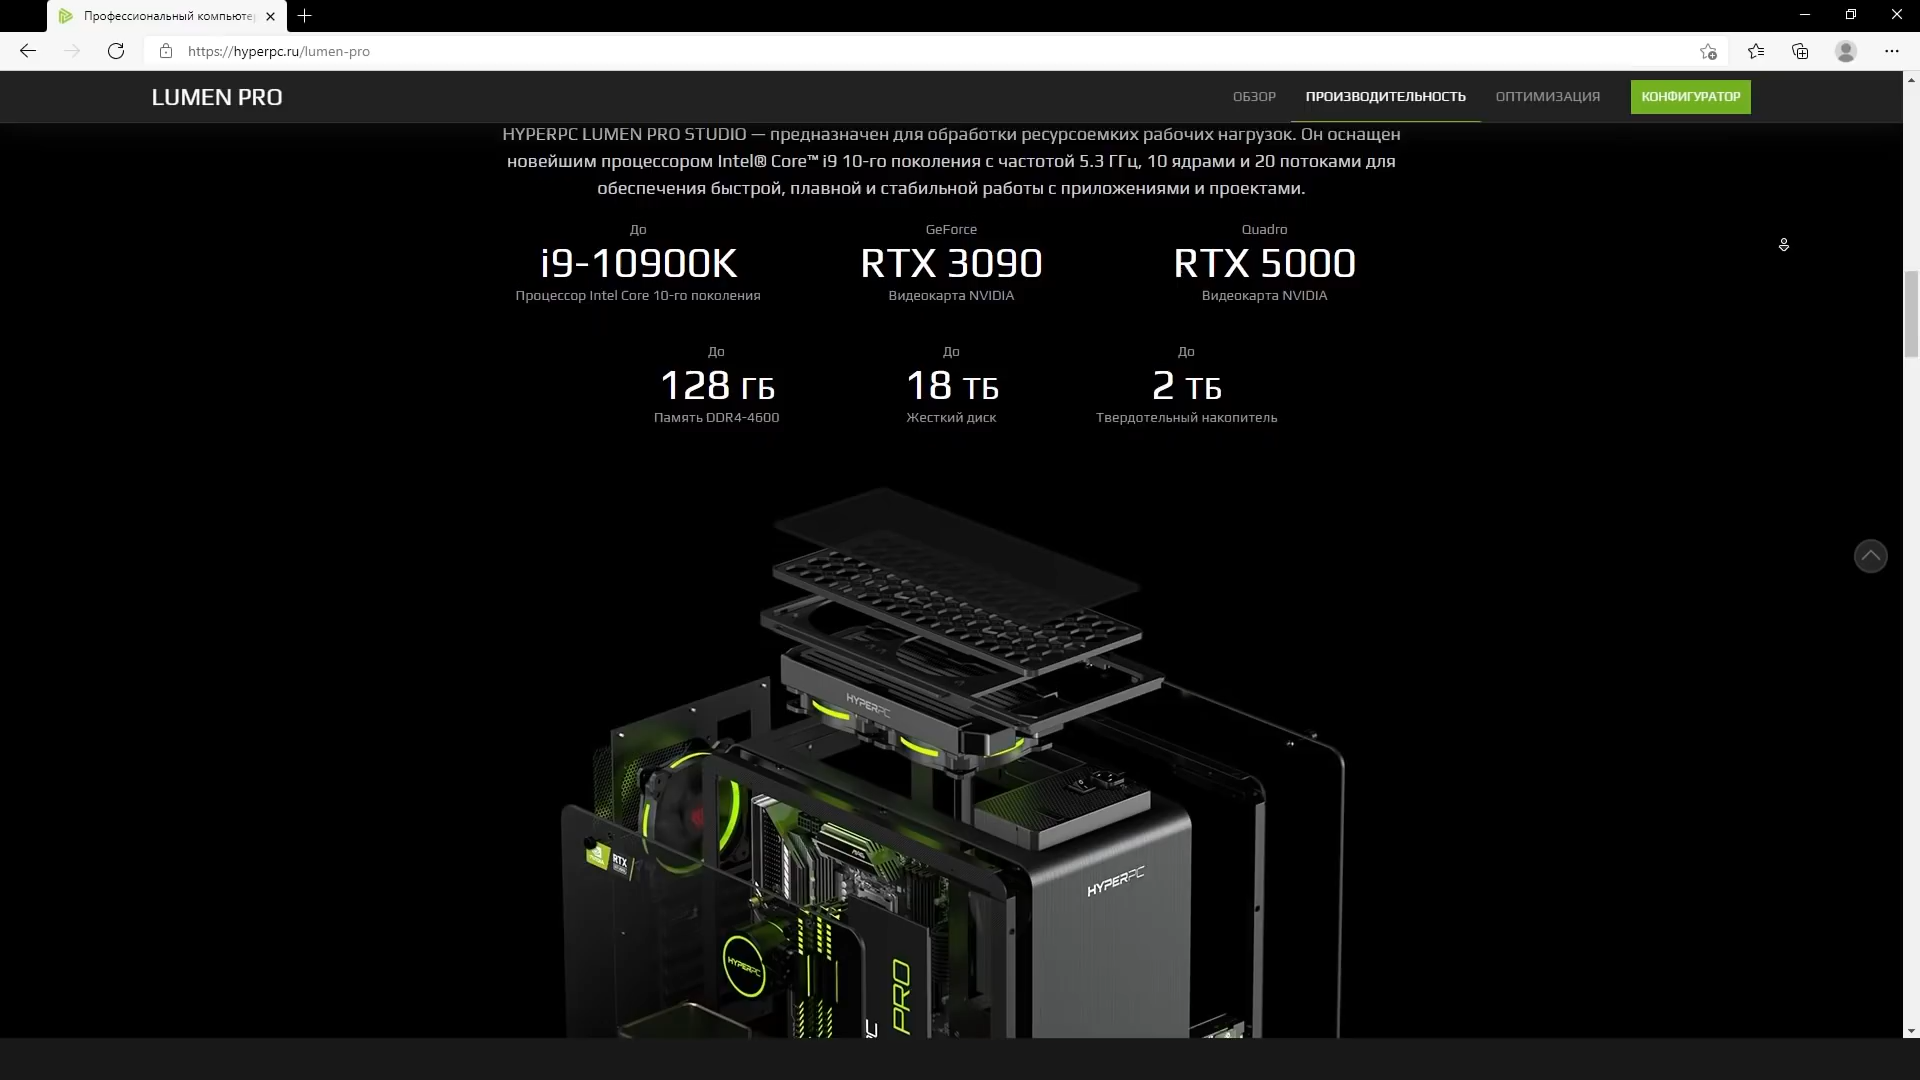 Профессиональный компьютер
https://hyperpc.ru/lumen-pro
LUMEN PRO
ОБЗОР
ПРОИЗВОДИТЕЛЬНОСТЬ
ОПТИМИЗАЦИЯ
КОНФИГУРАТОР
HYPERPC LUMEN PRO STUDIO — предназначен для обработки ресурсоемких рабочих нагрузок. Он оснащен
новейшим процессором Intel® Core™ i9 10-го поколения с частотой 5.3 ГГц, 10 ядрами и 20 потоками для
обеспечения быстрой, плавной и стабильной работы с приложениями и проектами.
До
i9-10900K
Процессор Intel Core 10-го поколения
GeForce
RTX 3090
Видеокарта NVIDIA
Quadro
RTX 5000
Видеокарта NVIDIA
До
128 ГБ
Память DDR4-4600
До
18 ТБ
Жесткий диск
До
2 ТБ
Твердотельный накопитель
HYPERPC
RTX
HYPERPC
HYPERPC
PRO